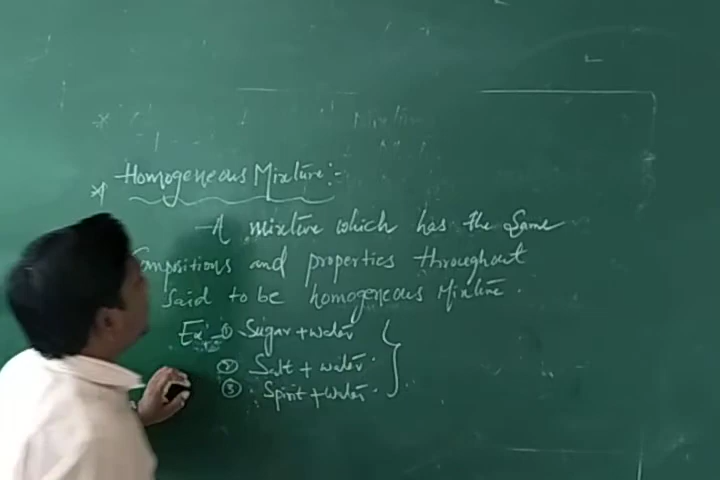 * Homogeneous Mixture:-
A mixture which has the same
Compositions and properties throughout
said to be homogeneous Mixture.
Ex:- ① Sugar + water
② Salt + water.
③ Spirit + water.